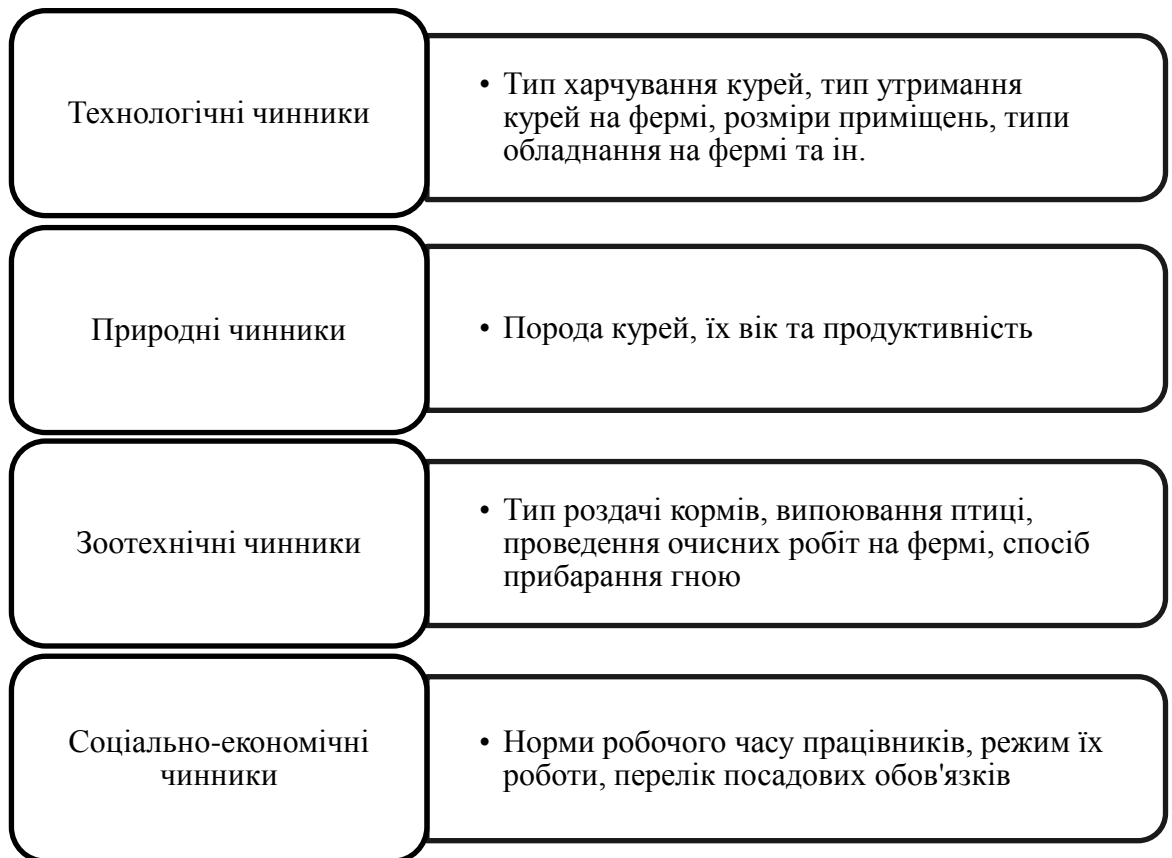 Технологічні чинники
• Тип харчування курей, тип утримання
курей на фермі, розміри приміщень, типи
обладнання на фермі та ін.
Природні чинники
• Порода курей, їх вік та продуктивність
Зоотехнічні чинники
• Тип роздачі кормів, випоювання птиці,
проведення очисних робіт на фермі, спосіб
прибарання гною
Соціально-економічні
чинники
• Норми робочого часу працівників, режим їх
роботи, перелік посадових обов'язків